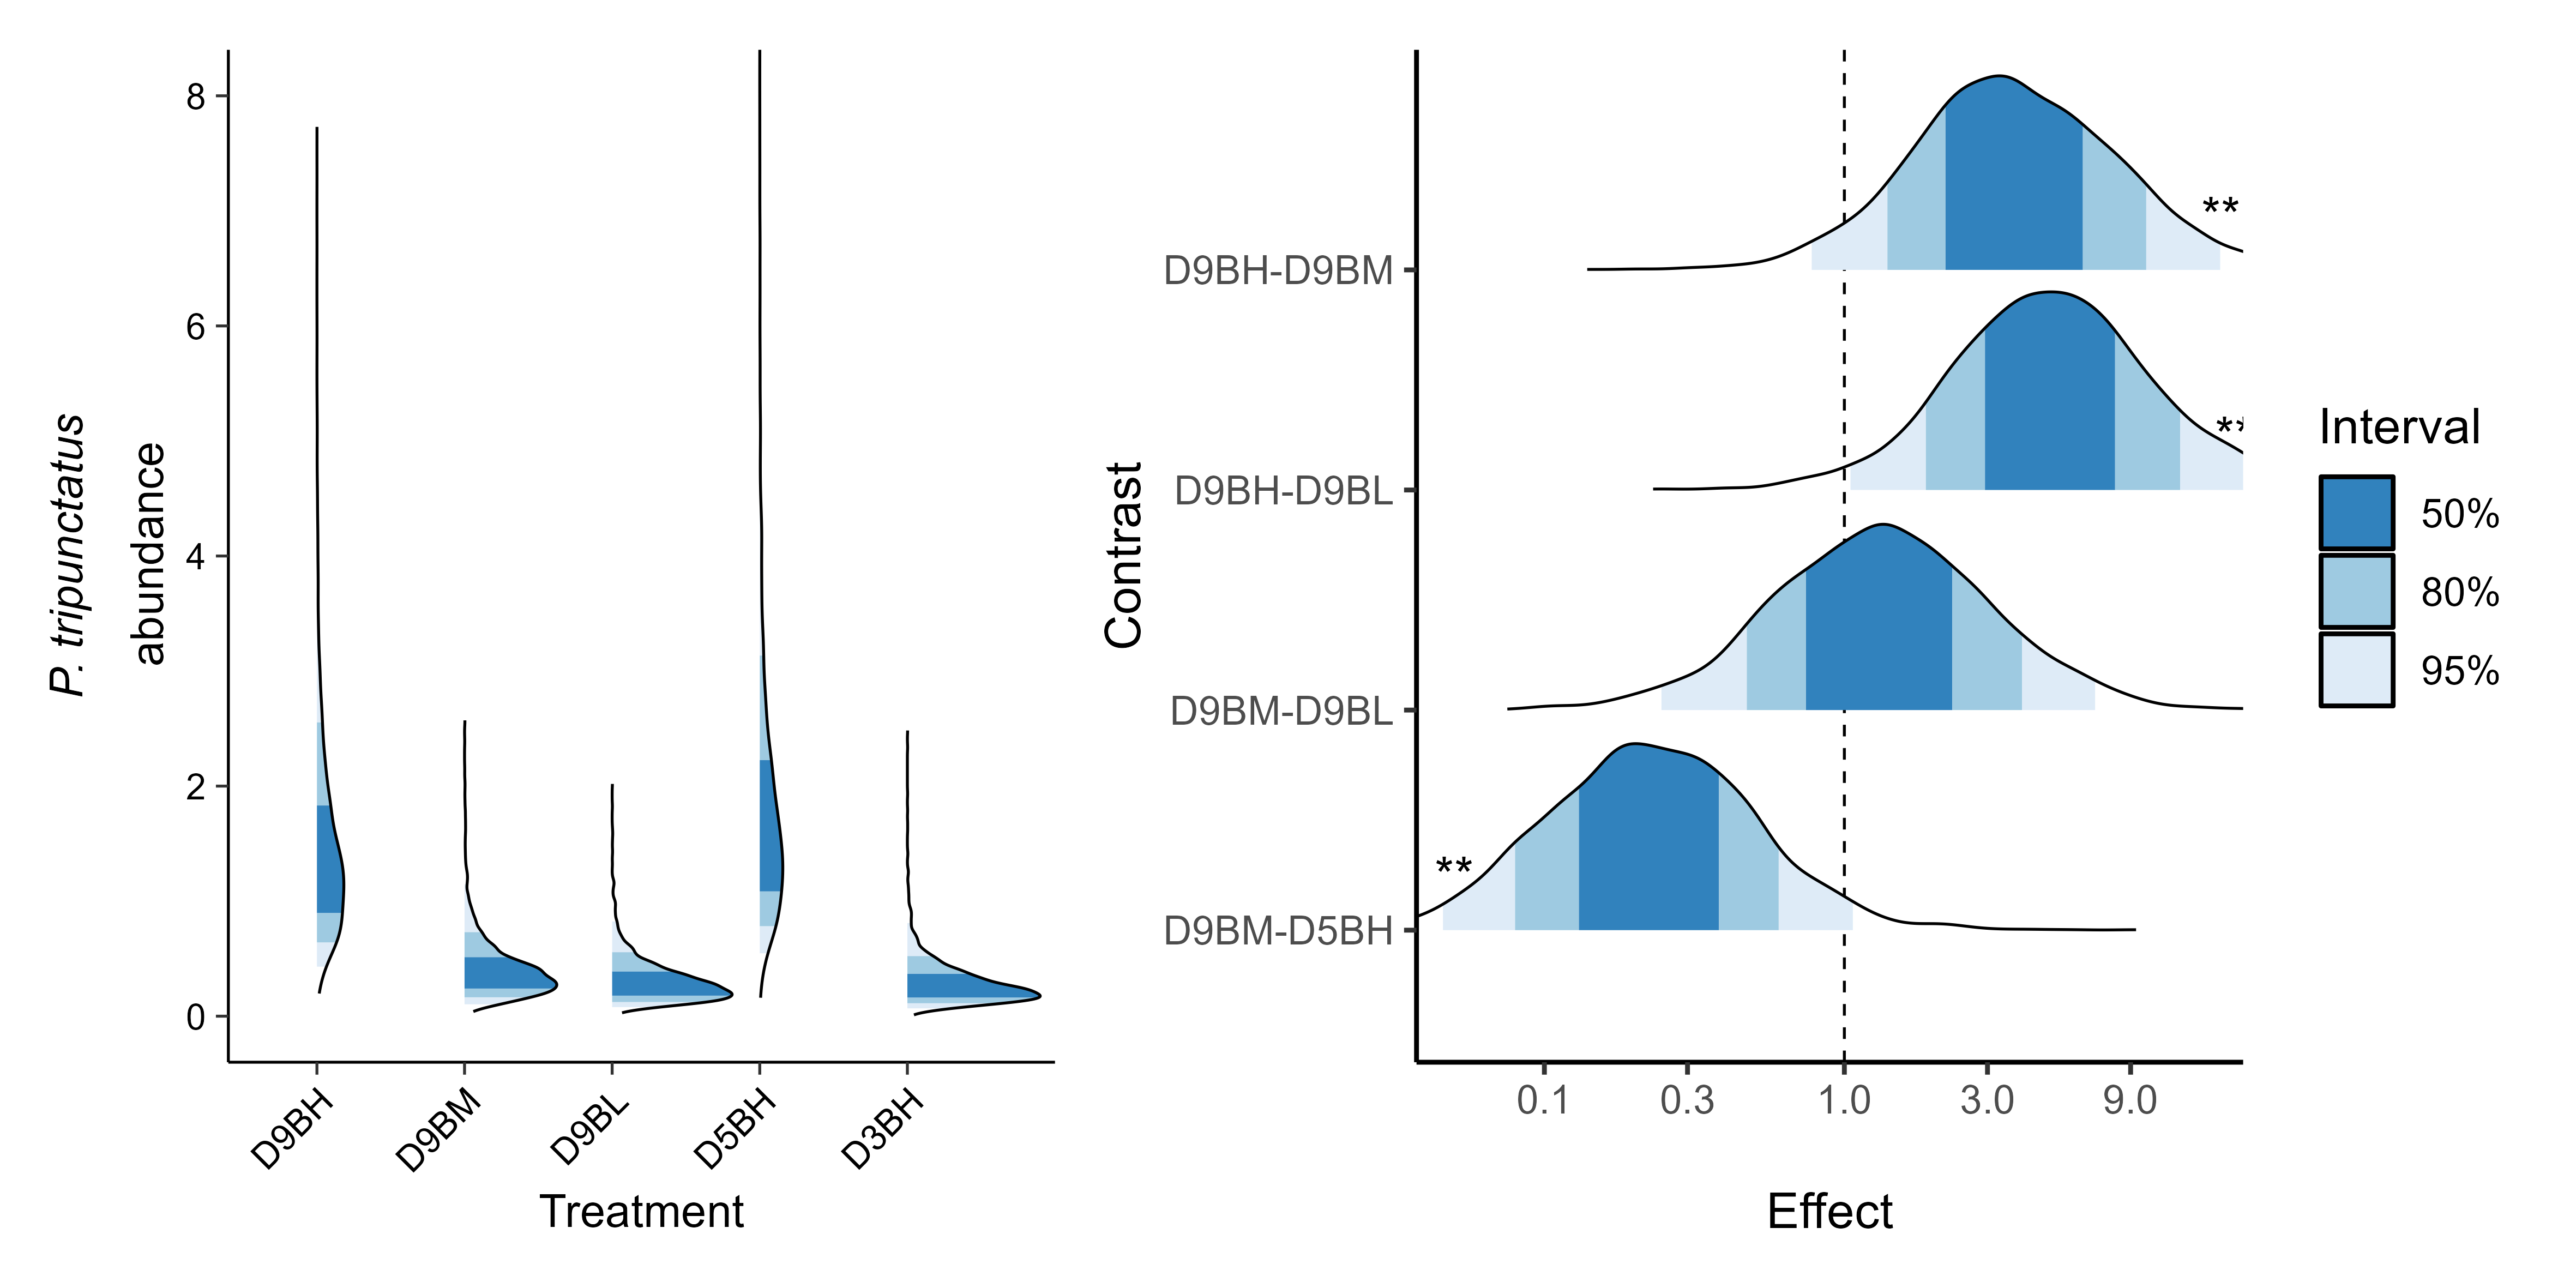 P. tripunctatus
abundance
8
6
4
2
0
D9BH
D9BM
D9BL
D5BH
D3BH
Treatment
Contrast
D9BH-D9BM
D9BH-D9BL
D9BM-D9BL
D9BM-D5BH
**
**
**
0.1
0.3
1.0
3.0
9.0
Effect
Interval
50%
80%
95%